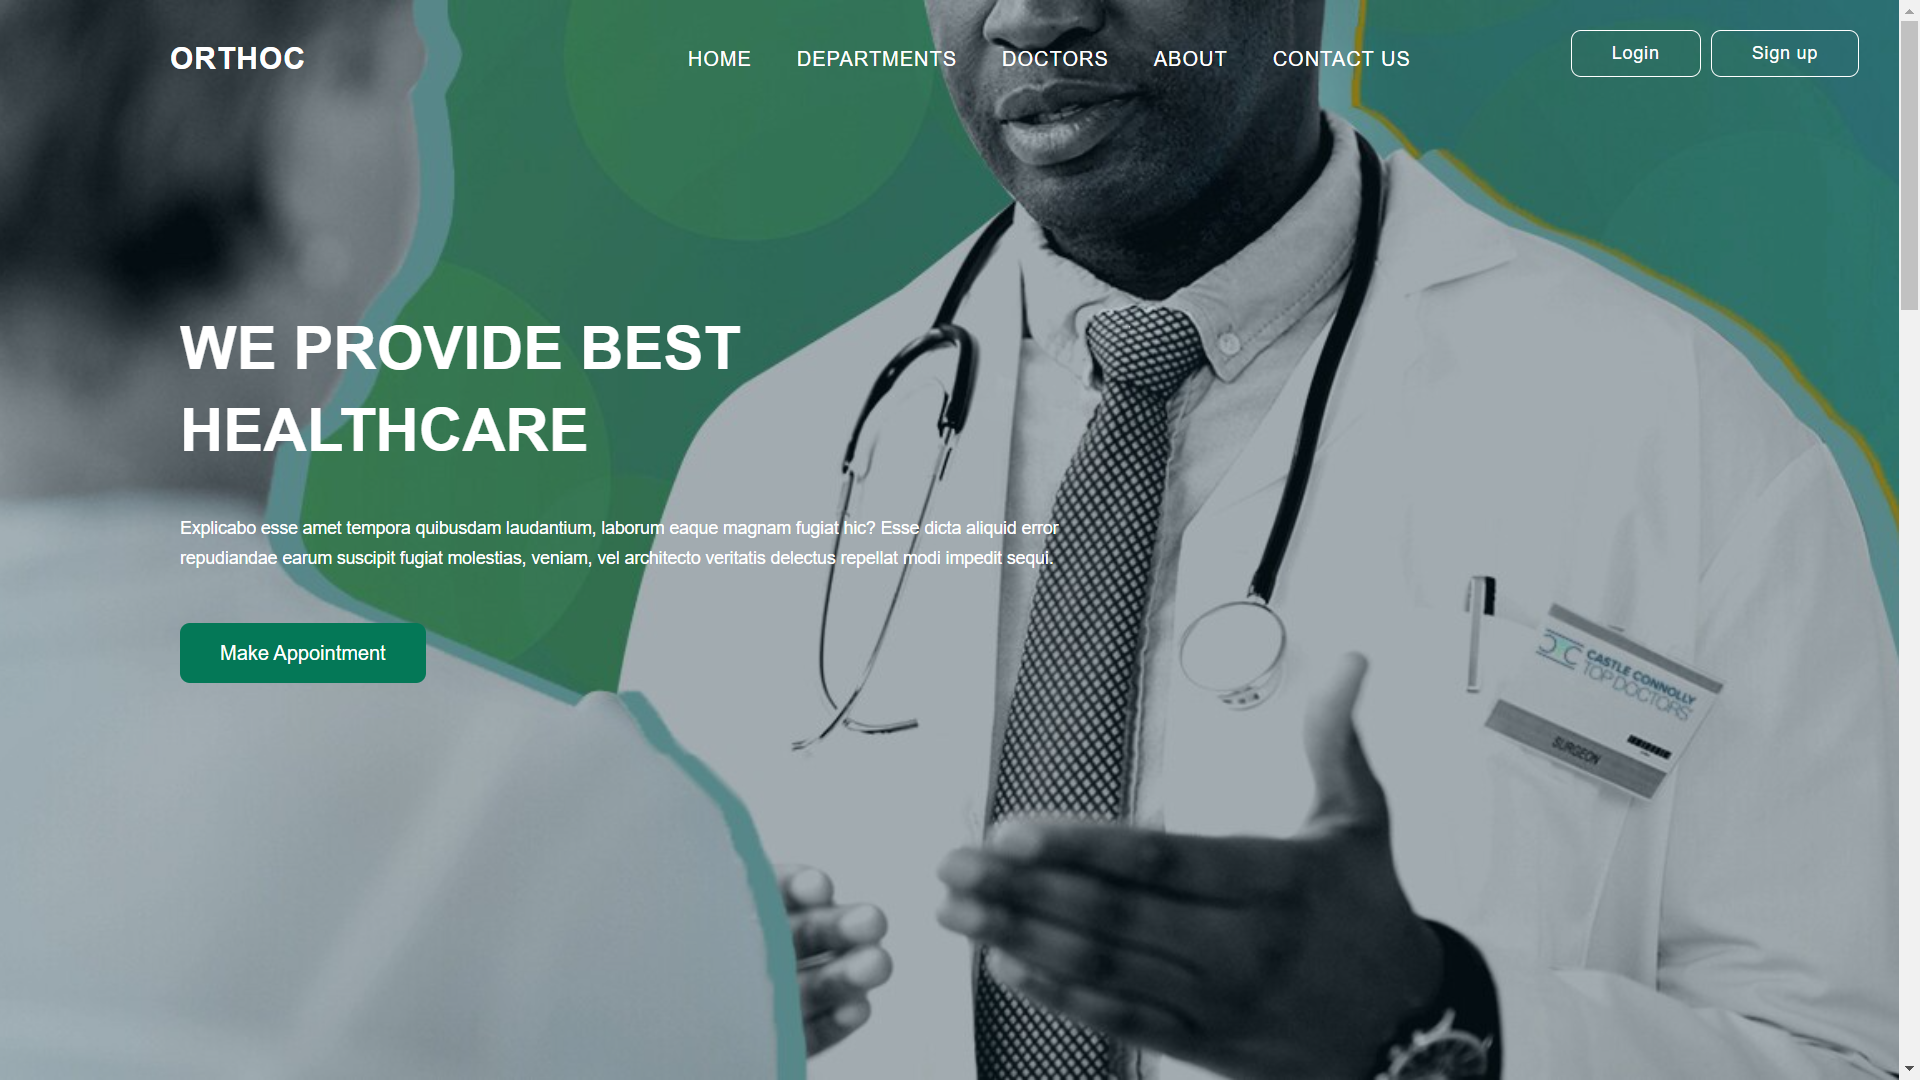 ORTHOC
HOME DEPARTMENTS DOCTORS ABOUT CONTACT US
Login Sign up
WE PROVIDE BEST
HEALTHCARE
Explicabo esse amet tempora quibusdam laudantium, laborum eaque magnam fugiat hic? Esse dicta aliquid error
repudiandae earum suscipit fugiat molestias, veniam, vel architecto veritatis delectus repellat modi impedit sequi.
Make Appointment
CASTLE CONNOLLY
TOP DOCTORS
SURGEON